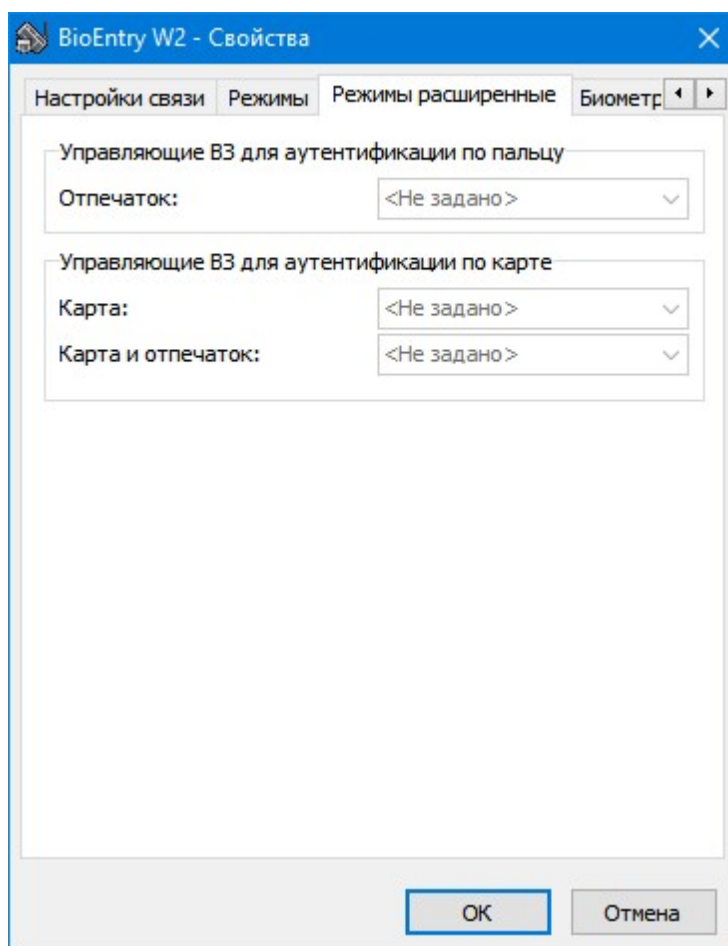 BioEntry W2 - Свойства
Настройки связи Режимы Режимы расширенные Биометр
Управляющие ВЗ для аутентификации по пальцу
Отпечаток: <Не задано>
Управляющие ВЗ для аутентификации по карте
Карта: <Не задано>
Карта и отпечаток: <Не задано>
ОК Отмена